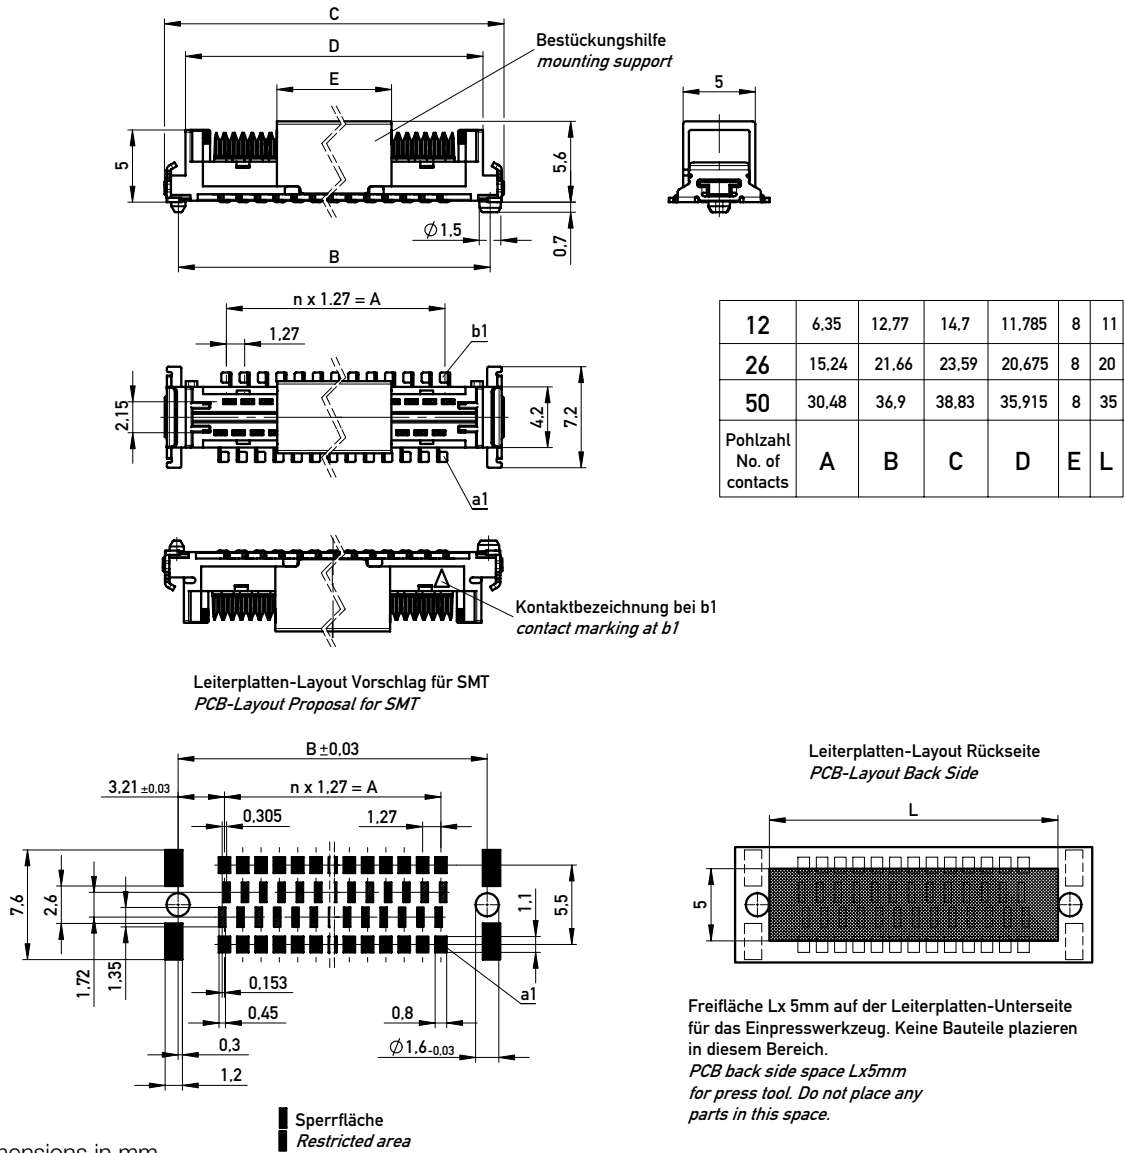 C
D
E
Bestückungshilfe
mounting support
5
5
5,6
Ø1,5
0,7
B
n x 1.27 = A
1,27
b1
2,15
4,2
7,2
a1
12 6,35 12,77 14,7 11,785 8 11
26 15,24 21,66 23,59 20,675 8 20
50 30,48 36,9 38,83 35,915 8 35
Pohlzahl
No. of
contacts
A B C D E L
Kontaktbezeichnung bei b1
contact marking at b1
Leiterplatten-Layout Vorschlag für SMT
PCB-Layout Proposal for SMT
B ±0,03
3,21 ±0,03
n x 1,27 = A
0,305
1,27
7.6
2.6
1,72
1.35
1.1
5,5
0,153
0,45
0,3
1,2
0,8
Ø1,6-0,03
a1
Sperrfläche
Restricted area
Leiterplatten-Layout Rückseite
PCB-Layout Back Side
L
5
Freifläche Lx 5mm auf der Leiterplatten-Unterseite
für das Einpresswerkzeug. Keine Bauteile plazieren
in diesem Bereich.
PCB back side space Lx5mm
for press tool. Do not place any
parts in this space.
in mm